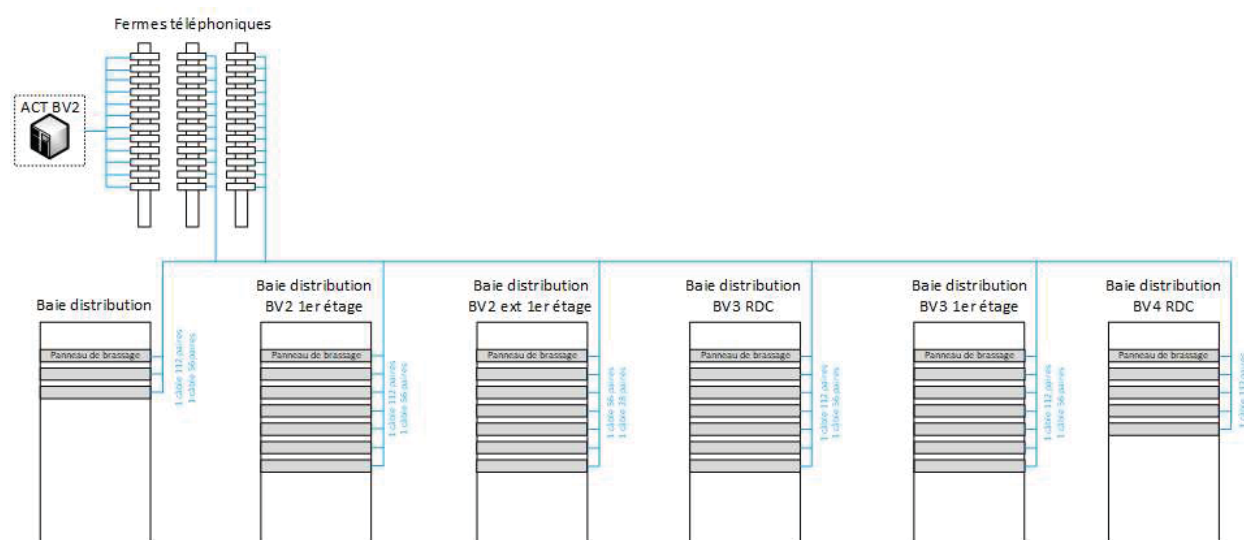 Fermes téléphoniques
ACT BV2
Baie distribution
Baie distribution
BV2 1er étage
Baie distribution
BV2 ext 1er étage
Baie distribution
BV3 RDC
Baie distribution
BV3 1er étage
Baie distribution
BV4 RDC
Panneau de brassage
1 câble 112 paires
1 câble 56 paires
Panneau de brassage
1 câble 112 paires
1 câble 56 paires
Panneau de brassage
1 câble 56 paires
1 câble 28 paires
Panneau de brassage
1 câble 112 paires
1 câble 56 paires
Panneau de brassage
1 câble 112 paires
1 câble 56 paires
Panneau de brassage
1 câble 112 paires